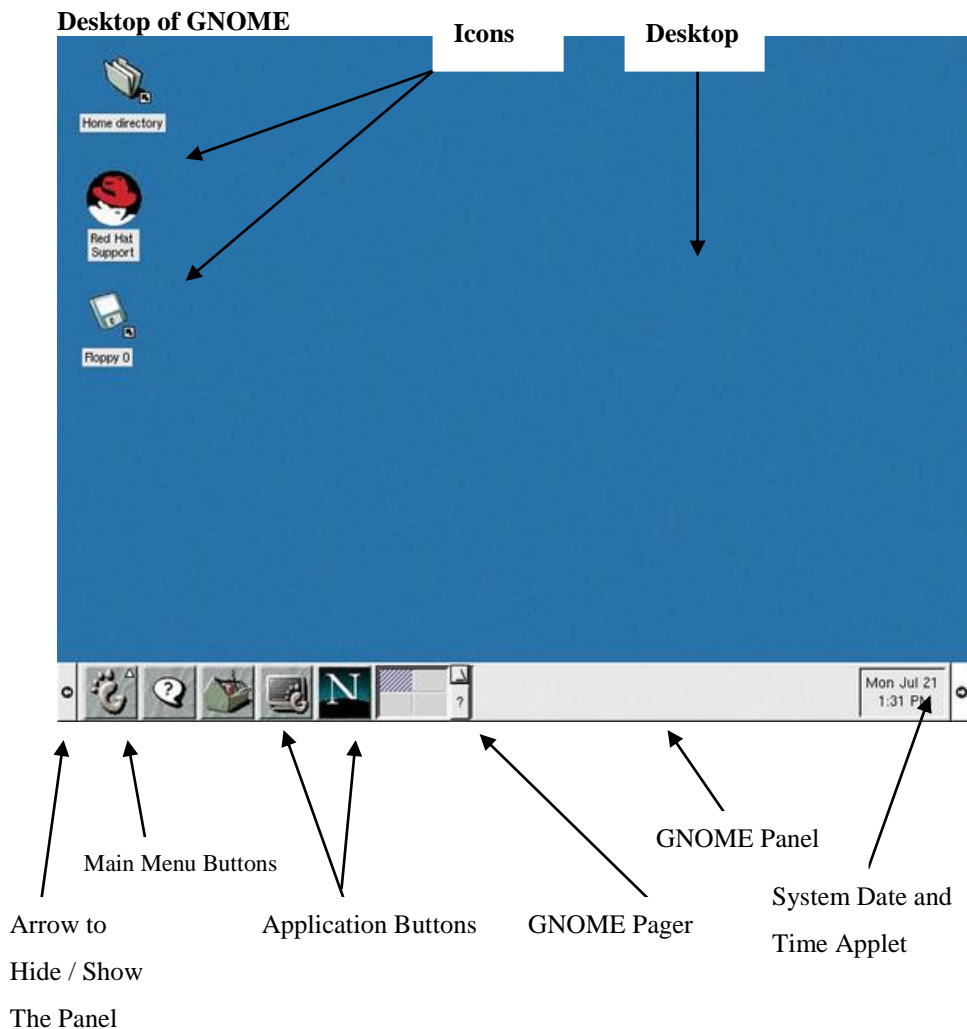 Desktop of GNOME
Icons
Desktop
Home directory
Red Hat
Support
Floppy 0
N
?
?
Mon Jul 21
1:31 PM
GNOME Panel
Main Menu Buttons
System Date and
Time Applet
Arrow to
Hide / Show
The Panel
Application Buttons
GNOME Pager